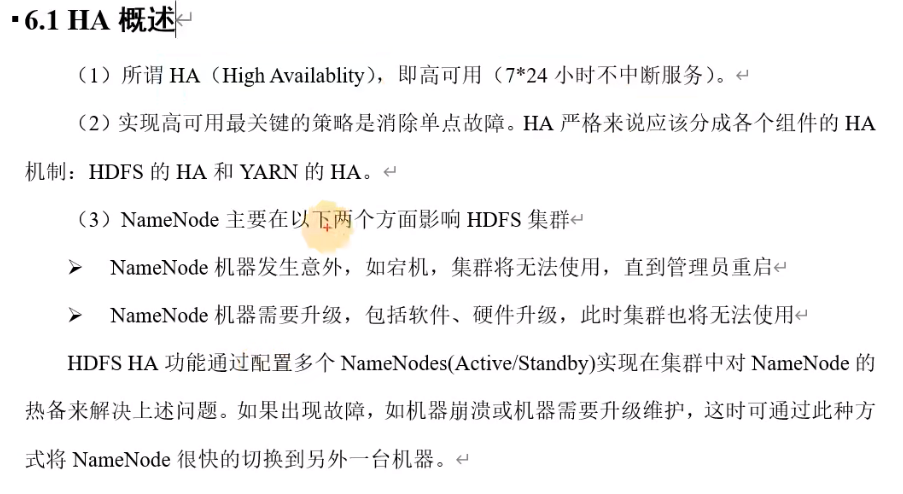 6.1 HA 概述
（1）所谓 HA（High Availablity），即高可用（7*24 小时不中断服务）。
（2）实现高可用最关键的策略是消除单点故障。HA 严格来说应该分成各个组件的 HA
机制：HDFS 的 HA 和 YARN 的 HA。
（3）NameNode 主要在以下两个方面影响 HDFS 集群
➢ NameNode 机器发生意外，如宕机，集群将无法使用，直到管理员重启
➢ NameNode 机器需要升级，包括软件、硬件升级，此时集群也将无法使用
HDFS HA 功能通过配置多个 NameNodes(Active/Standby)实现在集群中对 NameNode 的
热备来解决上述问题。如果出现故障，如机器崩溃或机器需要升级维护，这时可通过此种方
式将 NameNode 很快的切换到另外一台机器。